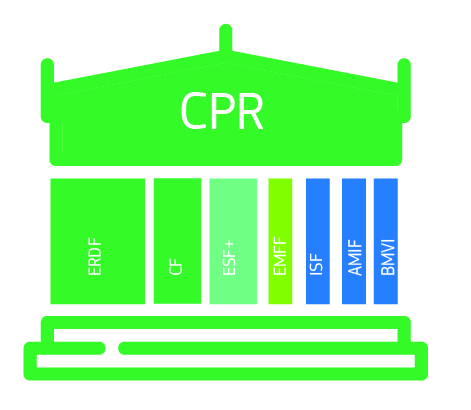 CPR
ERDF
CF
ESF+
EMFF
ISF
AMIF
BMVI